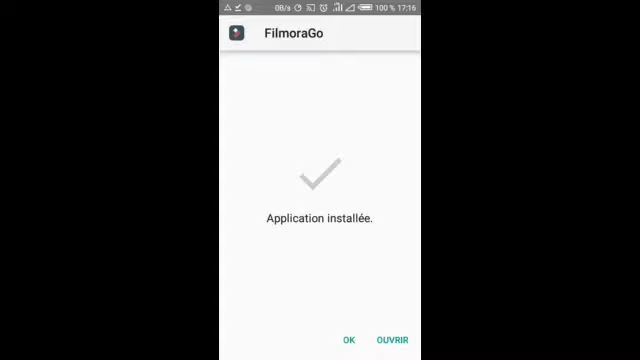 0B/s 100 % 17:16
FilmoraGo
Application installée.
OK OUVRIR